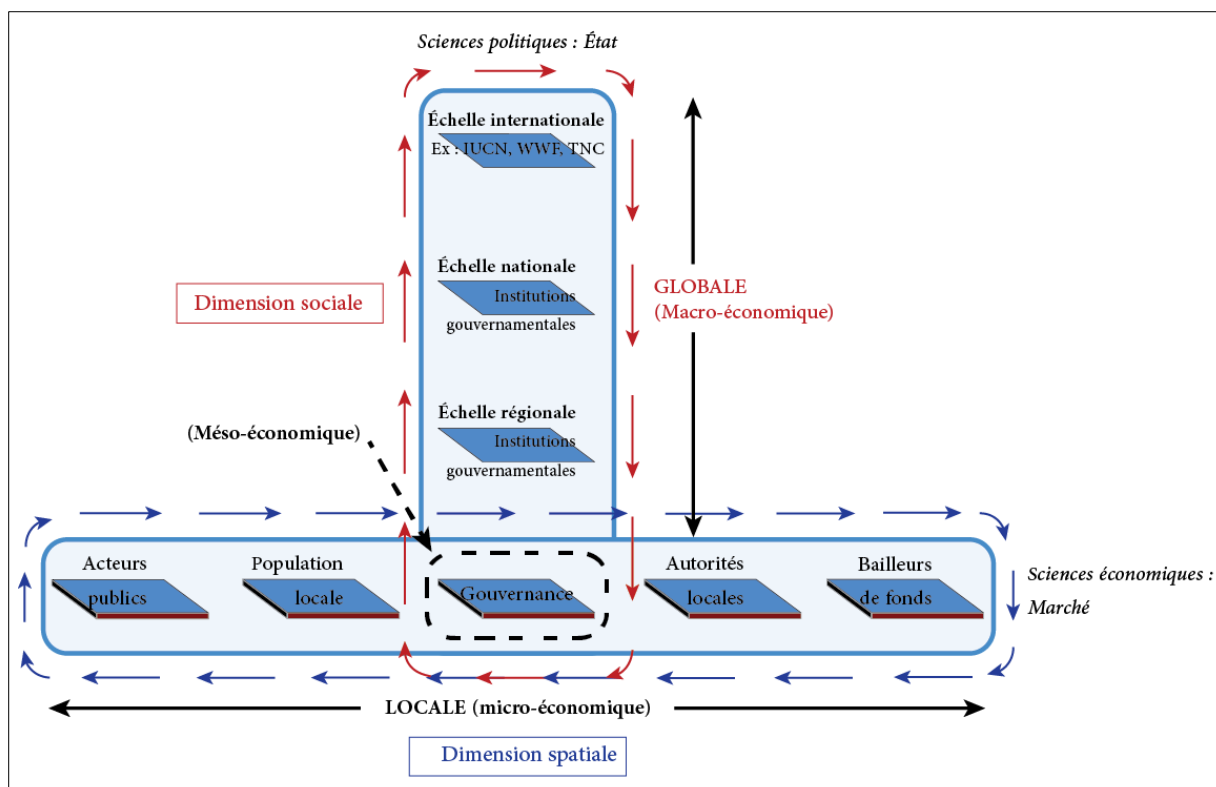 Sciences politiques : État
Échelle internationale
Ex : IUCN, WWF, TNC
Échelle nationale
Institutions
gouvernamentales
Dimension sociale
GLOBALE
(Macro-économique)
Échelle régionale
Institutions
gouvernamentales
(Méso-économique)
Acteurs
publics
Population
locale
Gouvernance
Autorités
locales
Bailleurs
de fonds
Sciences économiques :
Marché
LOCALE (micro-économique)
Dimension spatiale